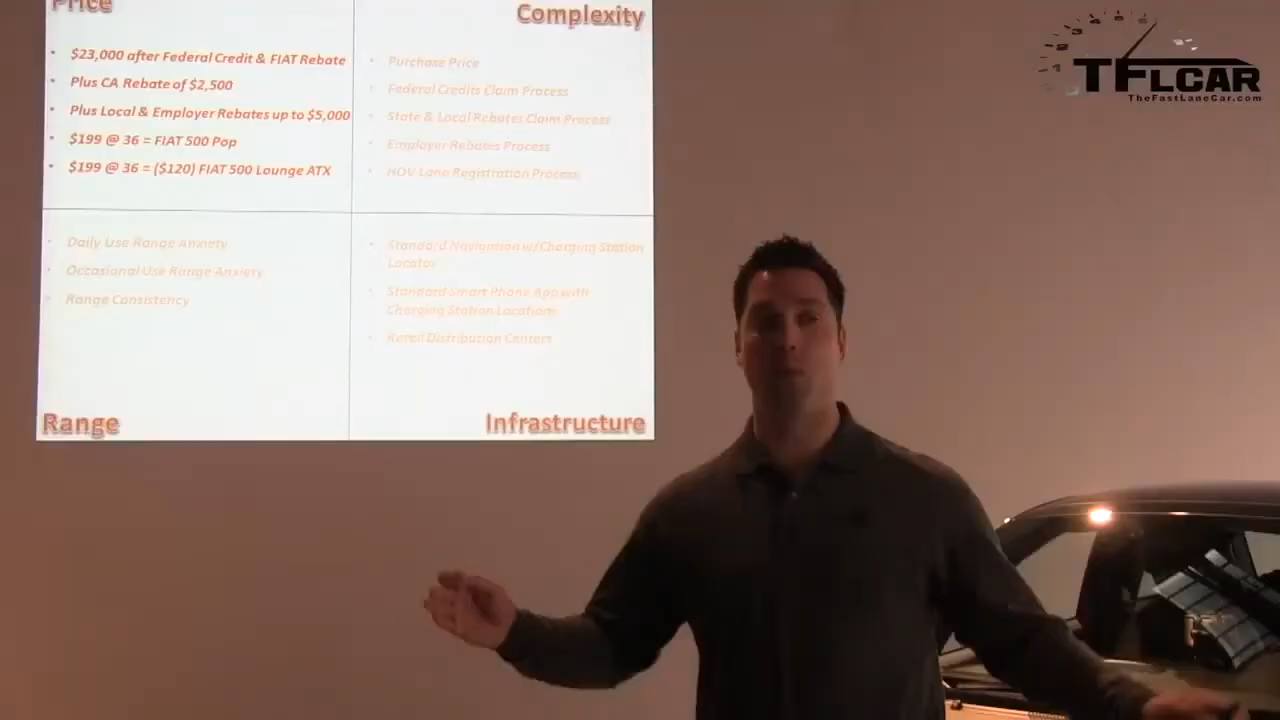 Price
• $23,000 after Federal Credit & FIAT Rebate
• Plus CA Rebate of $2,500
• Plus Local & Employer Rebates up to $5,000
• $199 @ 36 = FIAT 500 Pop
• $199 @ 36 = ($120) FIAT 500 Lounge ATX
Complexity
• Purchase Price
• Federal Credits Claim Process
• State & Local Rebates Claim Process
• Employer Rebates Process
• HOV Lane Registration Process
• Daily Use Range Anxiety
• Occasional Use Range Anxiety
• Range Consistency
Range
• Standard Navigation w/Charging Station
Locator
• Standard Smart Phone App with
Charging Station Locations
• Retail Distribution Centers
Infrastructure
TFLCAR
TheFastLaneCar.com